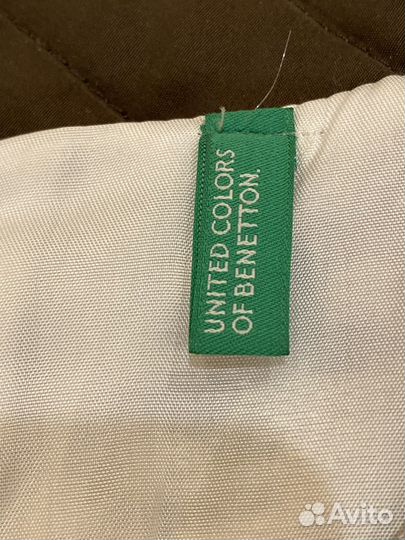 UNITED COLORS
OF BENETTON.
Avito